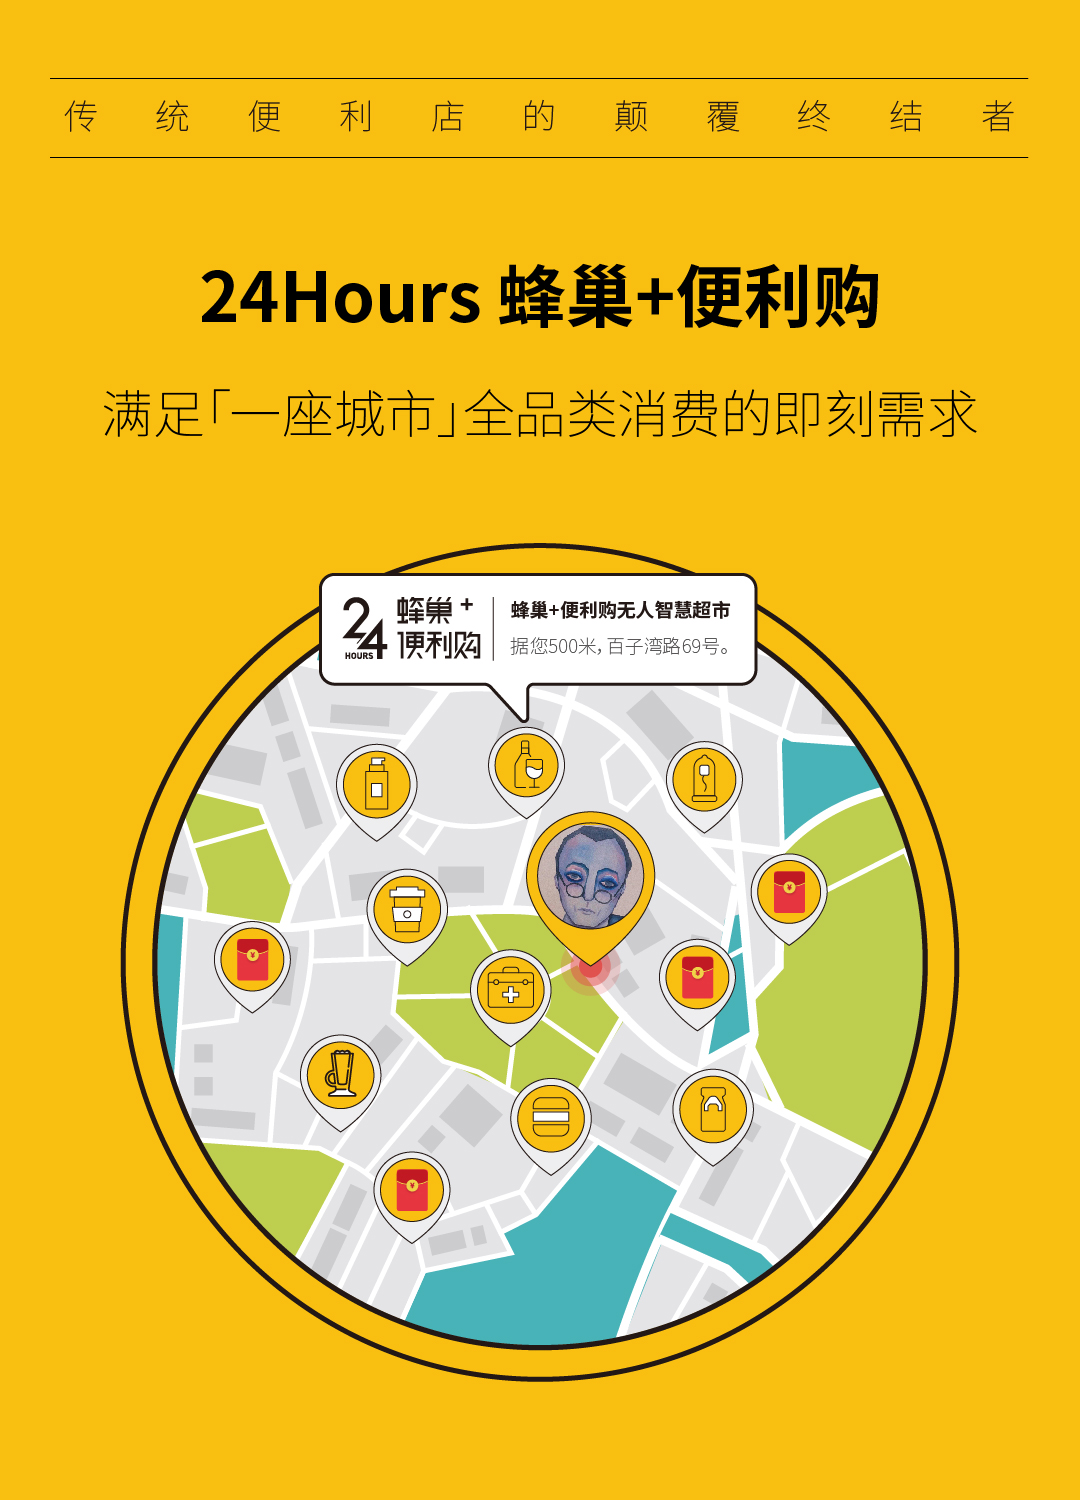 传统便利店的颠覆终结者
24Hours 蜂巢+便利购
满足「一座城市」全品类消费的即刻需求
24 HOURS
蜂巢+
便利购
蜂巢+便利购无人智慧超市
据您500米，百子湾路69号。
¥
¥
¥
¥